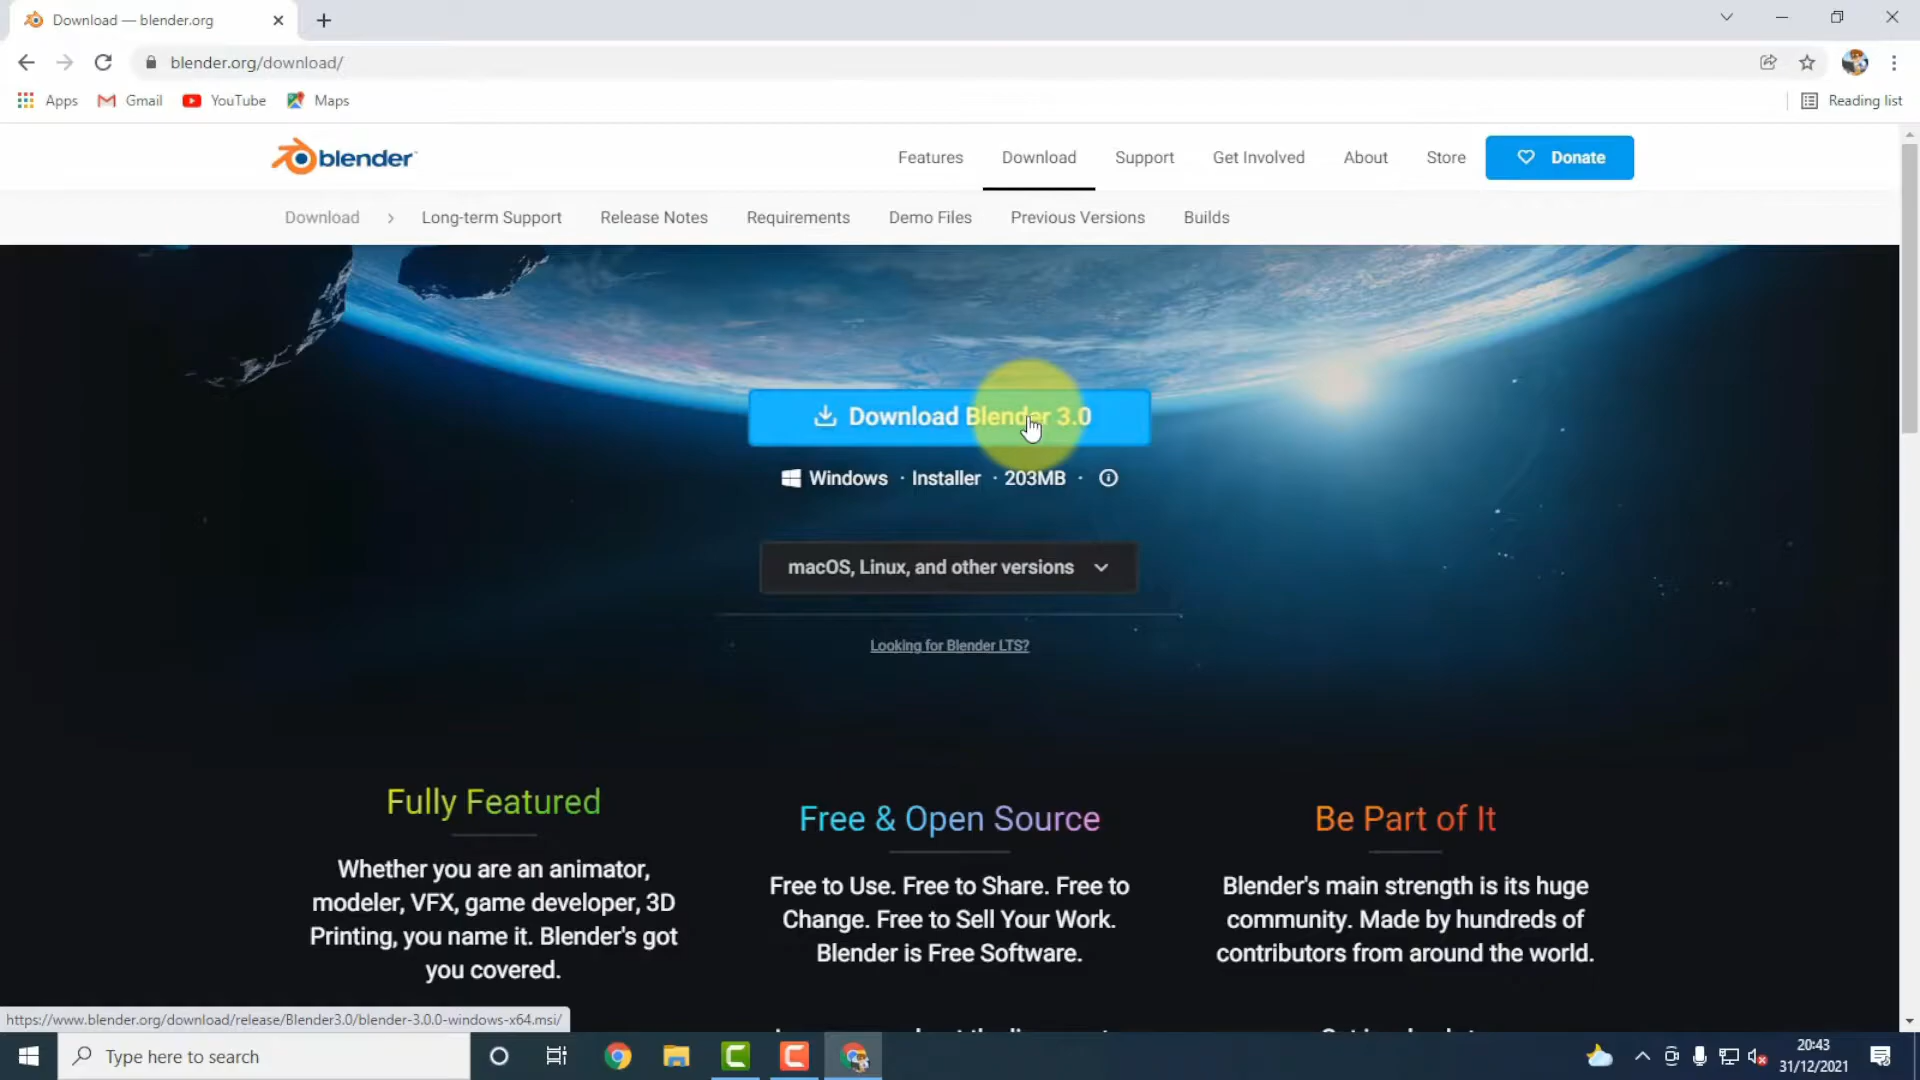 Download — blender.org
blender.org/download/
Apps Gmail YouTube Maps Reading list
blender Features Download Support Get Involved About Store Donate
Download > Long-term Support Release Notes Requirements Demo Files Previous Versions Builds
Download Blender 3.0
Windows · Installer · 203MB ·
macOS, Linux, and other versions
Looking for Blender LTS?
Fully Featured
Whether you are an animator,
modeler, VFX, game developer, 3D
Printing, you name it. Blender's got
you covered.
Free & Open Source
Free to Use. Free to Share. Free to
Change. Free to Sell Your Work.
Blender is Free Software.
Be Part of It
Blender's main strength is its huge
community. Made by hundreds of
contributors from around the world.
https://www.blender.org/download/release/Blender3.0/blender-3.0.0-windows-x64.msi/
Type here to search
20:43
31/12/2021